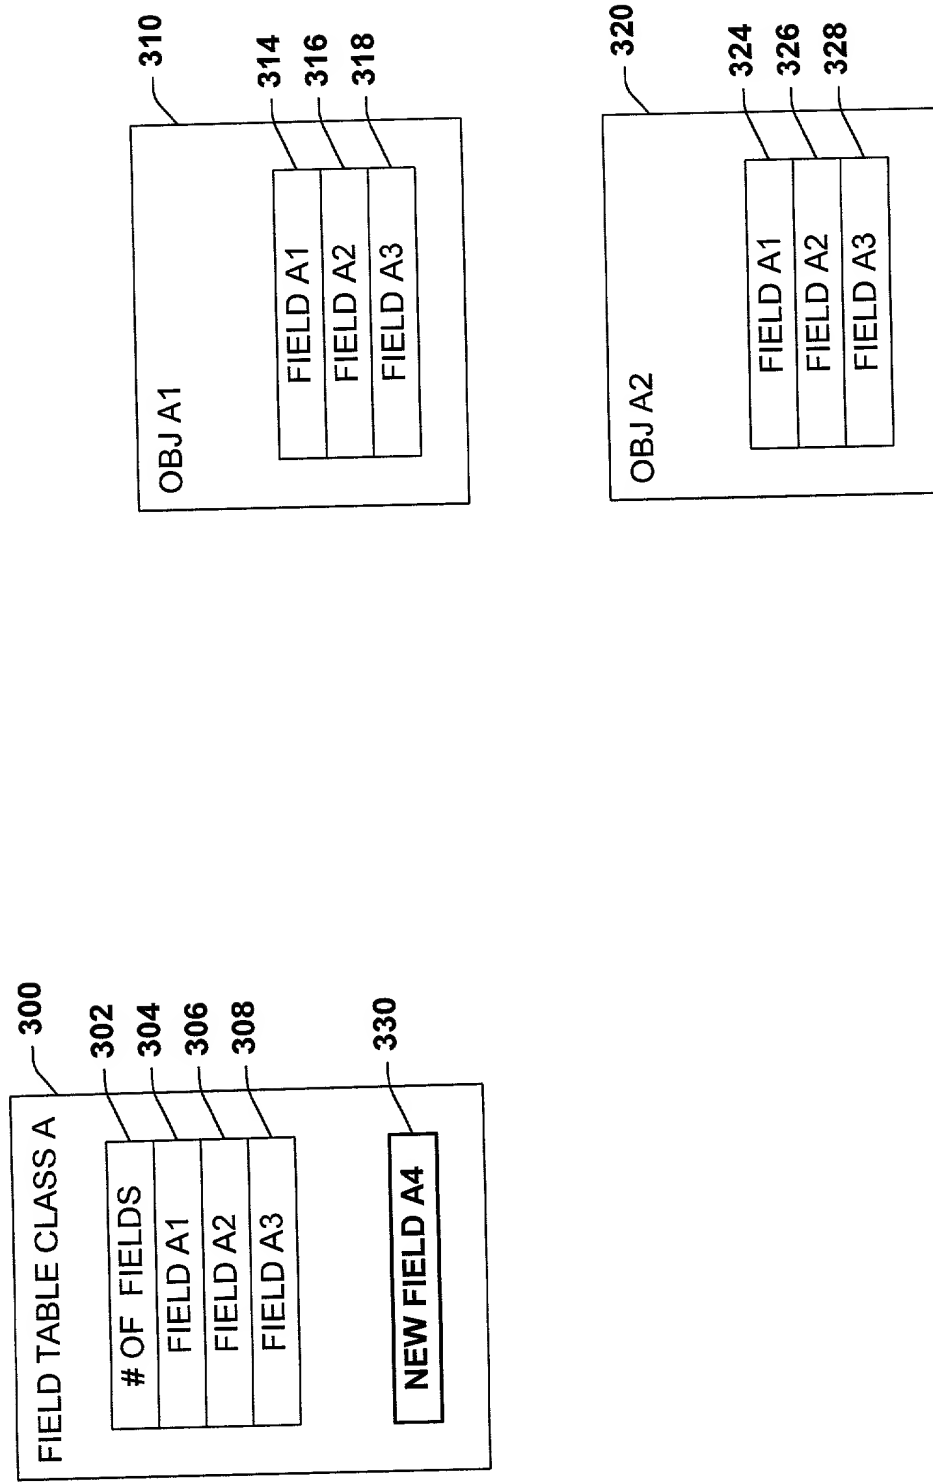 FIELD TABLE CLASS A
300
# OF FIELDS
302
FIELD A1
304
FIELD A2
306
FIELD A3
308
NEW FIELD A4
330
OBJ A1
310
FIELD A1
314
FIELD A2
316
FIELD A3
318
OBJ A2
320
FIELD A1
324
FIELD A2
326
FIELD A3
328